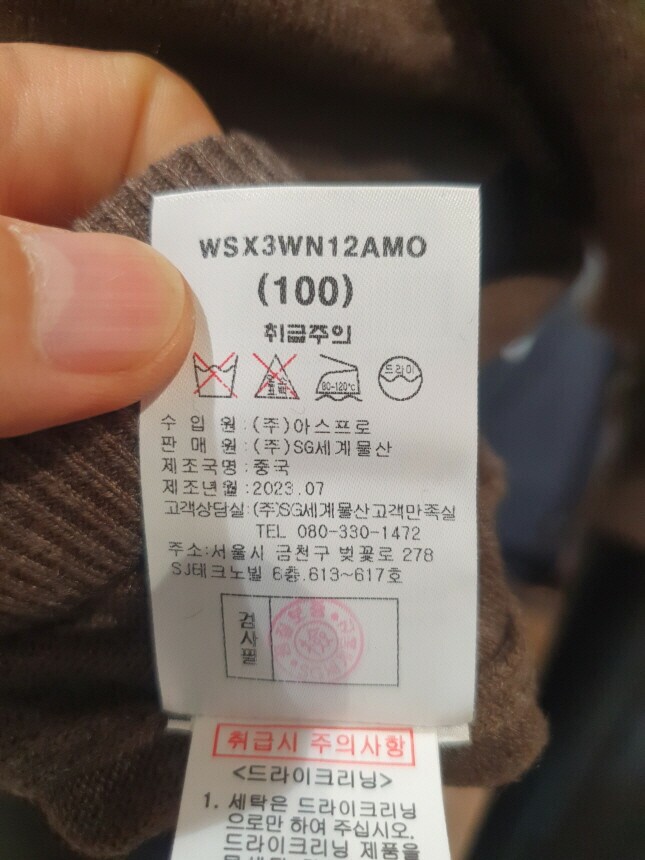 WSX3WN12AMO
(100)
취급주의
80-120℃ 드라이
수 입 원 : (주)아스프로
판 매 원 : (주)SG세계물산
제조국명 : 중국
제조년월 : 2023.07
고객상담실:(주)SG세계물산고객만족실
TEL 080-330-1472
주소:서울시 금천구 벚꽃로 278
SJ테크노빌 6층.613~617호
검사필
취급시 주의사항
<드라이크리닝>
1. 세탁은 드라이크리닝
으로만 하여 주십시오.
드라이크리닝 제품을